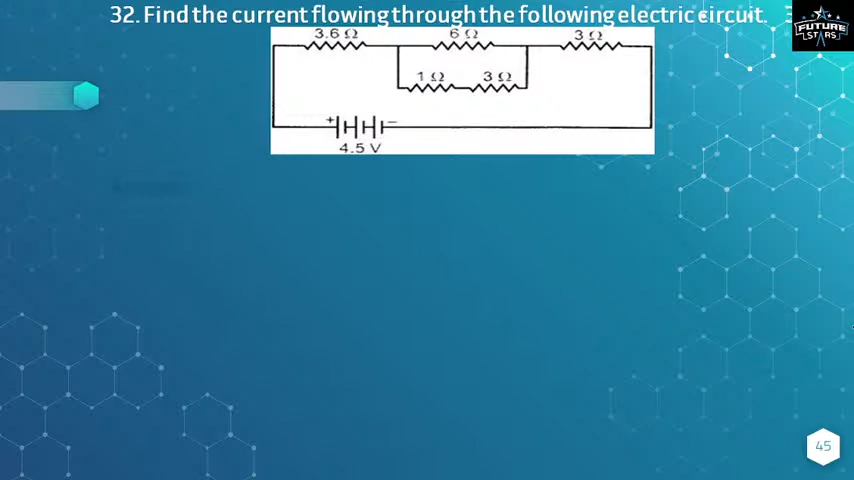 32. Find the current flowing through the following electric circuit. 3
FUTURE
STARS
3.6 Ω 6 Ω 3 Ω
1 Ω 3 Ω
+ −
4.5 V
45